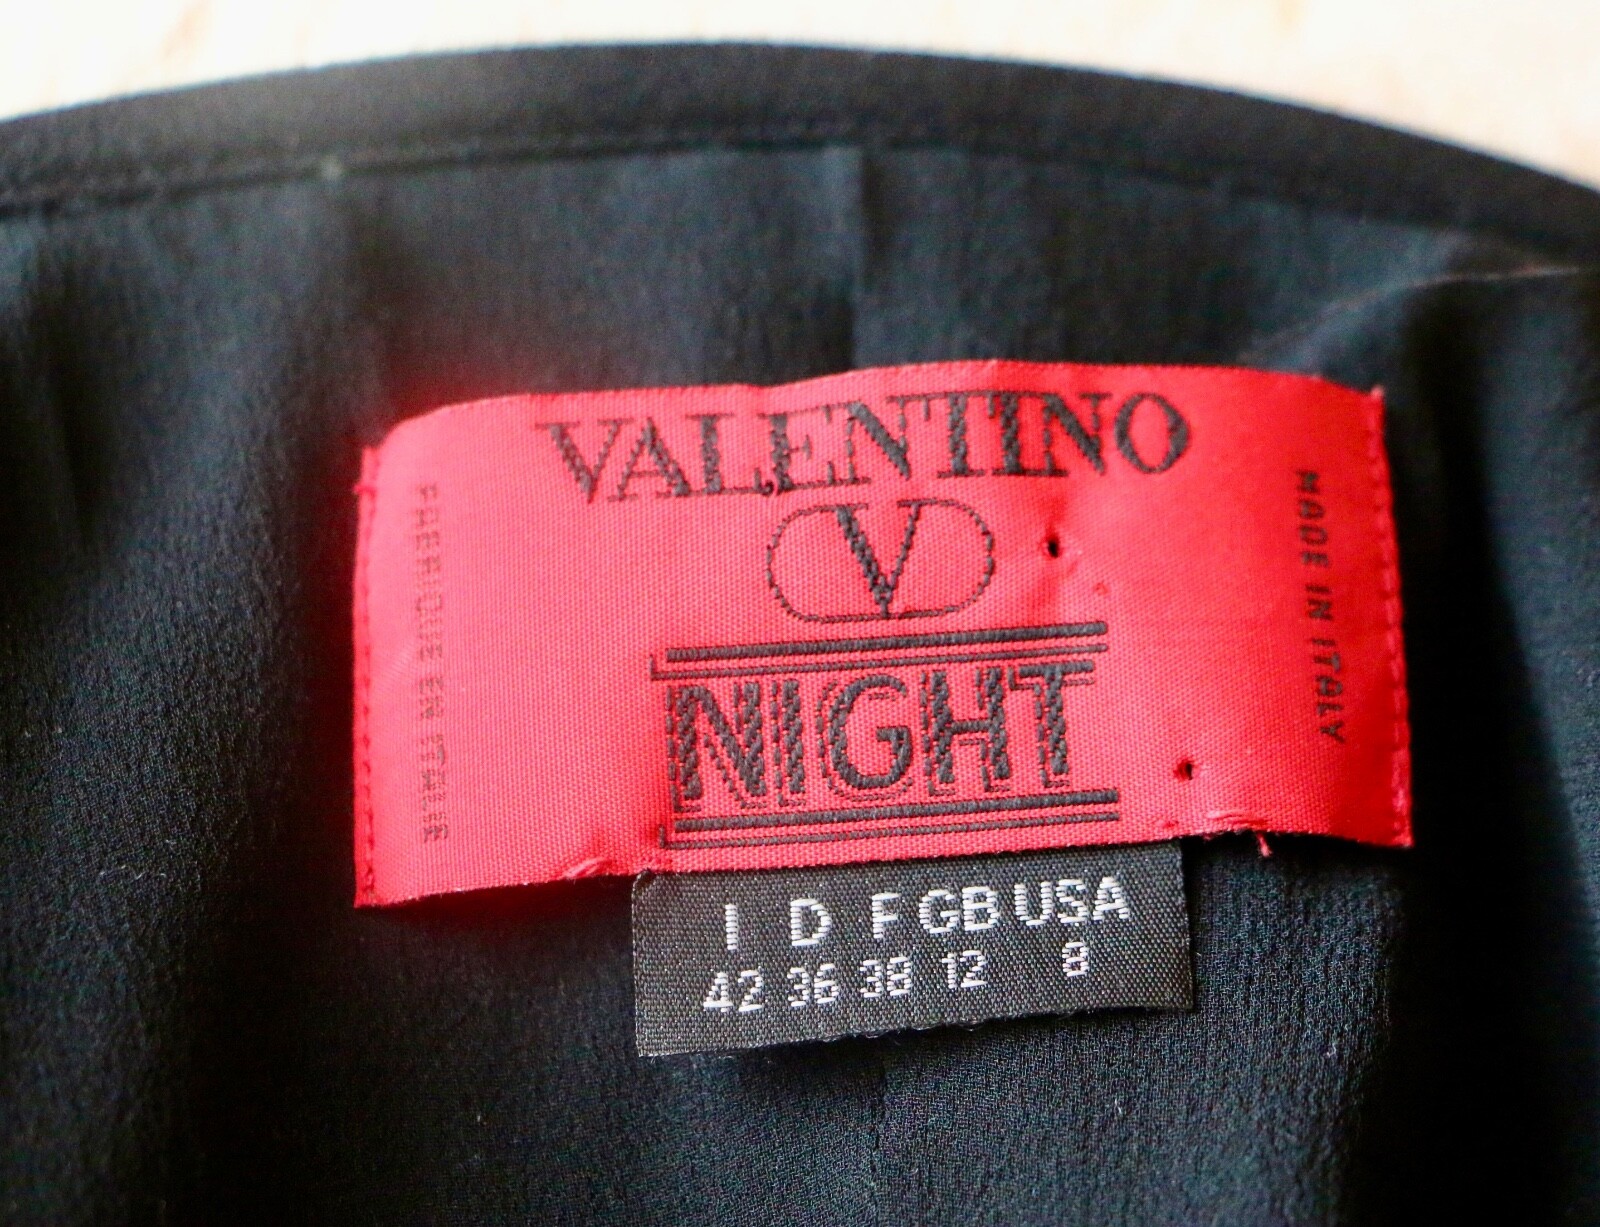 VALENTINO
V
NIGHT
FABRIQUE EN ITALIE
MADE IN ITALY
I D F GB USA
42 36 38 12 8